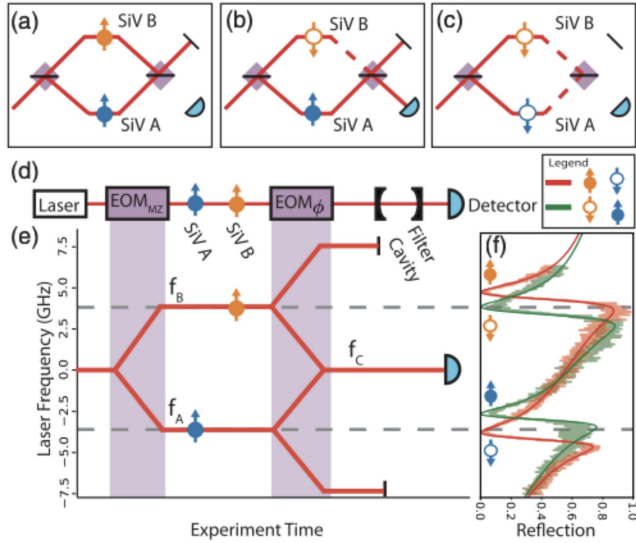 (a)
SiV B
SiV A
(b)
SiV B
SiV A
(c)
SiV B
SiV A
(d)
Laser
EOM_MZ
SiV A
SiV B
EOM_ϕ
Filter
Cavity
Detector
Legend
(e)
Laser Frequency (GHz)
7.5
5.0
2.5
0.0
−2.5
−5.0
−7.5
f_B
f_A
f_C
Experiment Time
(f)
0.0 0.2 0.4 0.6 0.8 1.0
Reflection